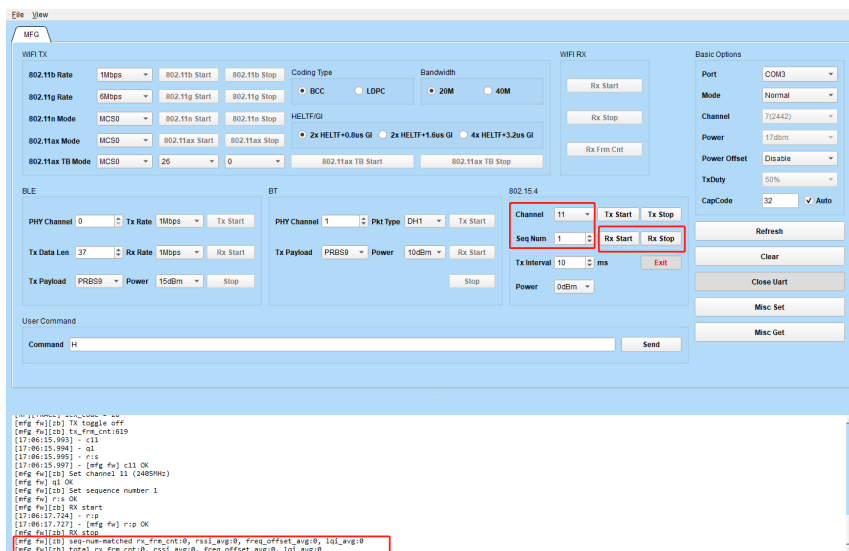 File View
MFG
WIFI TX
802.11b Rate 1Mbps 802.11b Start 802.11b Stop
802.11g Rate 6Mbps 802.11g Start 802.11g Stop
802.11n Mode MCS0 802.11n Start 802.11n Stop
802.11ax Mode MCS0 802.11ax Start 802.11ax Stop
802.11ax TB Mode MCS0 26 0 802.11ax TB Start 802.11ax TB Stop
Coding Type
BCC LDPC
Bandwidth
20M 40M
HELTF/GI
2x HELTF+0.8us GI 2x HELTF+1.6us GI 4x HELTF+3.2us GI
WIFI RX
Rx Start
Rx Stop
Rx Frm Cnt
Basic Options
Port COM3
Mode Normal
Channel 7(2442)
Power 17dbm
Power Offset Disable
TxDuty 50%
CapCode 32 Auto
Refresh
Clear
Close Uart
Misc Set
Misc Get
BLE
PHY Channel 0 Tx Rate 1Mbps Tx Start
Tx Data Len 37 Rx Rate 1Mbps Rx Start
Tx Payload PRBS9 Power 15dBm Stop
BT
PHY Channel 1 Pkt Type DH1 Tx Start
Tx Payload PRBS9 Power 10dBm Rx Start
Stop
802.15.4
Channel 11 Tx Start Tx Stop
Seq Num 1 Rx Start Rx Stop
Tx Interval 10 ms Exit
Power 0dBm
User Command
Command H Send
[mfg fw][zb] TX toggle off
[mfg fw][zb] tx_frm_cnt:619
[17:06:15.993] - c11
[17:06:15.994] - q1
[17:06:15.995] - r:s
[17:06:15.997] - [mfg fw] c11 OK
[mfg fw][zb] Set channel 11 (2405MHz)
[mfg fw] q1 OK
[mfg fw][zb] Set sequence number 1
[mfg fw] r:s OK
[mfg fw][zb] RX start
[17:06:17.724] - r:p
[17:06:17.727] - [mfg fw] r:p OK
[mfg fw][zb] RX stop
[mfg fw][zb] seq-num-matched rx_frm_cnt:0, rssi_avg:0, freq_offset_avg:0, lqi_avg:0
[mfg fw][zb] total rx_frm_cnt:0, rssi_avg:0, freq_offset_avg:0, lqi_avg:0